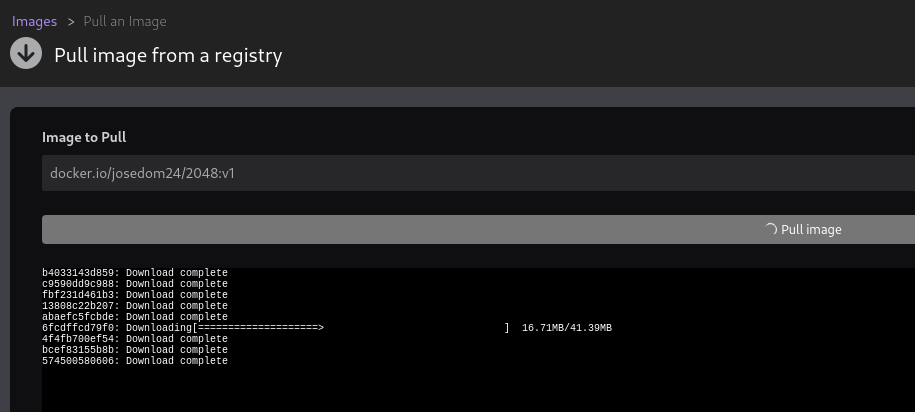 Images > Pull an Image
Pull image from a registry
Image to Pull
docker.io/josedom24/2048:v1
Pull image
b4033143d859: Download complete
c9590dd9c988: Download complete
fbf231d461b3: Download complete
13808c22b207: Download complete
abaefc5fcbde: Download complete
6fcdffcd79f0: Downloading[====================>                              ]  16.71MB/41.39MB
4f4fb700ef54: Download complete
bcef83155b8b: Download complete
574500580606: Download complete